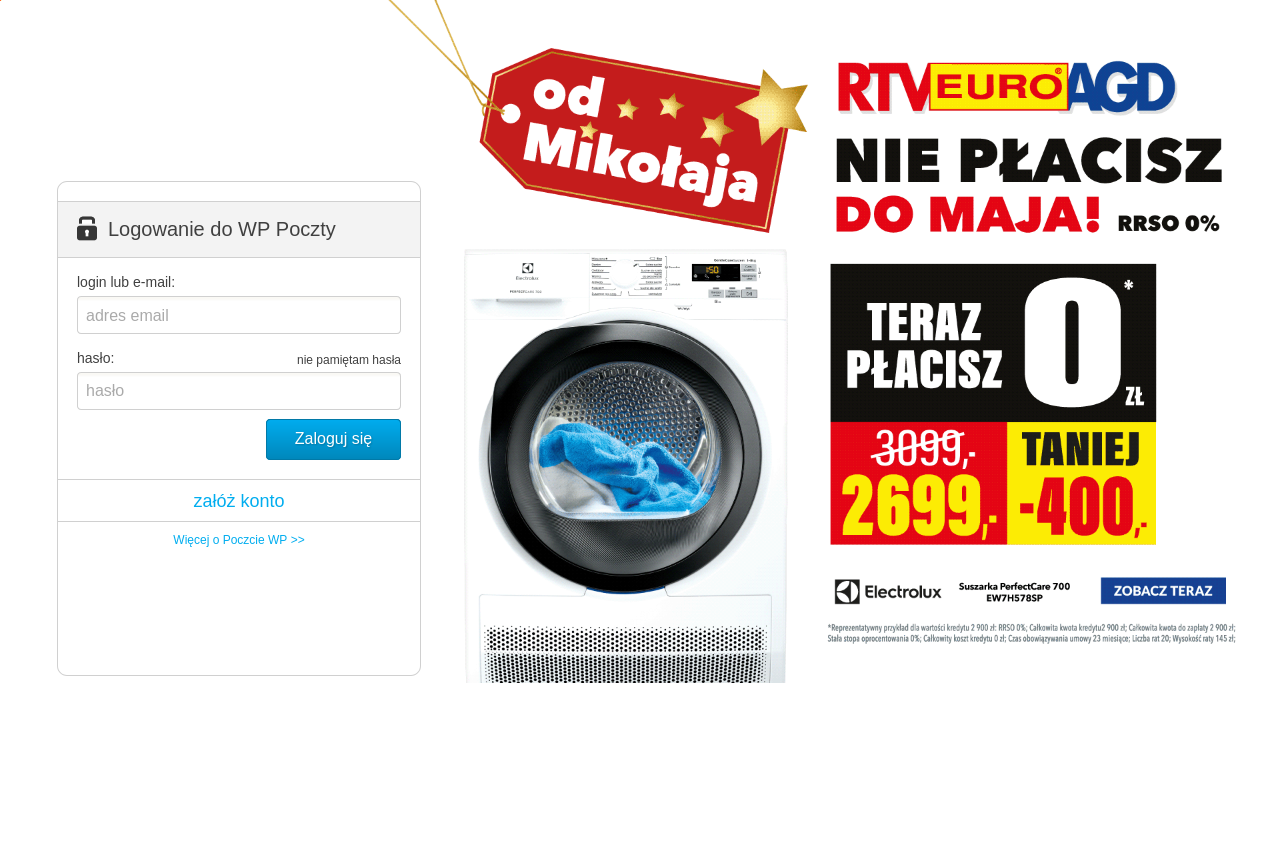 Logowanie do WP Poczty
login lub e-mail:
adres email
hasło:
nie pamiętam hasła
hasło
Zaloguj się
załóż konto
Więcej o Poczcie WP >>
od
Mikołaja
RTV EURO® AGD
NIE PŁACISZ
DO MAJA! RRSO 0%
Electrolux
PERFECTCARE 700
TERAZ
PŁACISZ
0*
ZŁ
3099,-
2699,-
TANIEJ
-400,-
Electrolux
Suszarka PerfectCare 700
EW7H578SP
ZOBACZ TERAZ
*Reprezentatywny przykład dla wartości kredytu 2 900 zł: RRSO 0%; Całkowita kwota kredytu2 900 zł; Całkowita kwota do zapłaty 2 900 zł;
Stała stopa oprocentowania 0%; Całkowity koszt kredytu 0 zł; Czas obowiązywania umowy 23 miesiące; Liczba rat 20; Wysokość raty 145 zł;